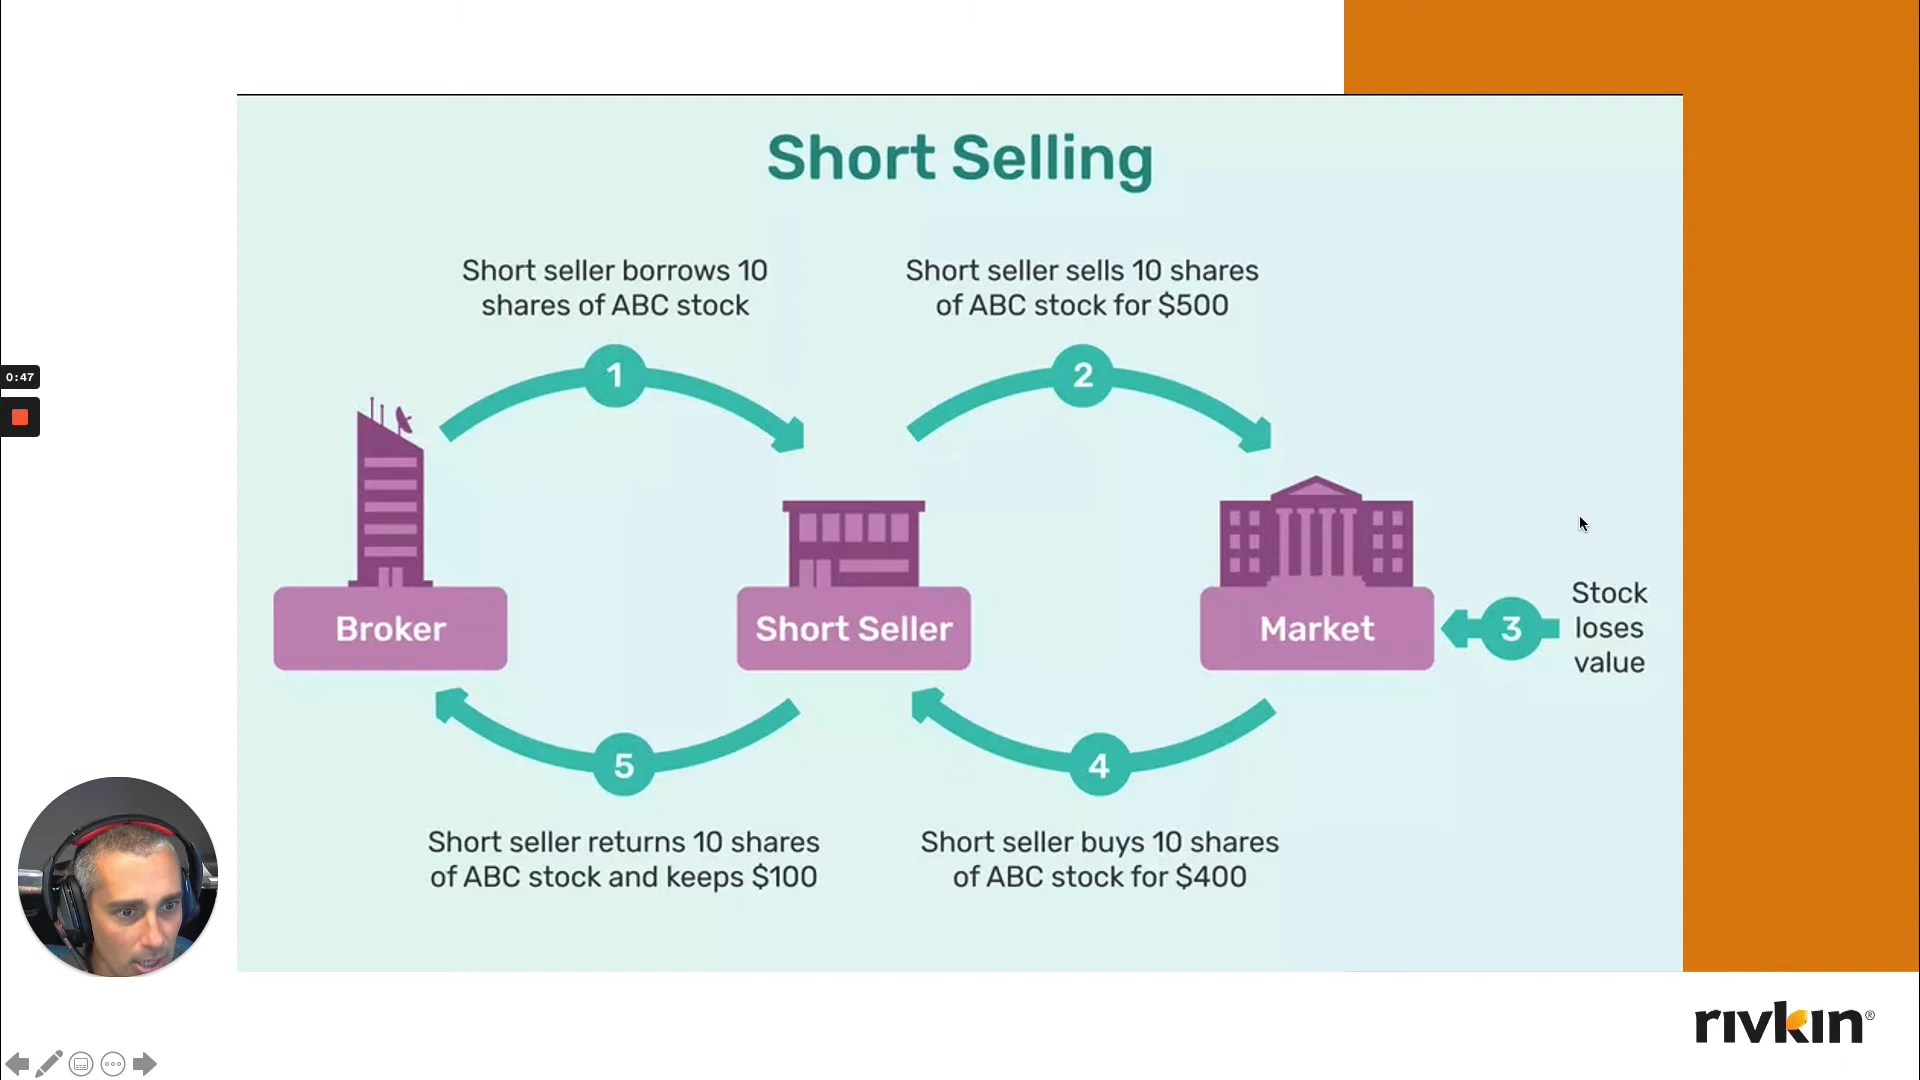 Short Selling
Short seller borrows 10
shares of ABC stock
Short seller sells 10 shares
of ABC stock for $500
1
2
0:47
Broker
Short Seller
Market
3
Stock
loses
value
5
4
Short seller returns 10 shares
of ABC stock and keeps $100
Short seller buys 10 shares
of ABC stock for $400
rivkin®